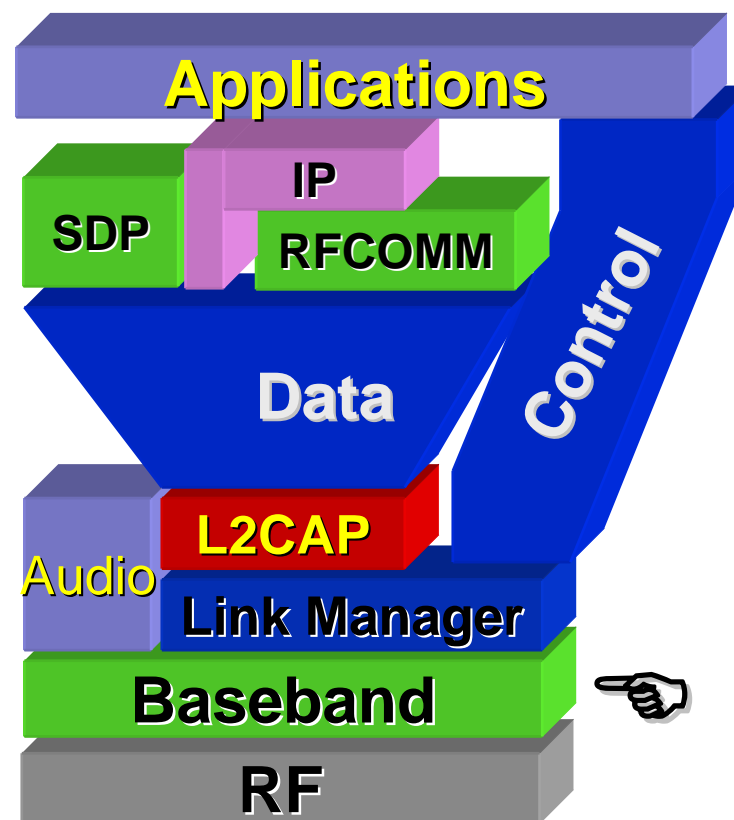 Applications
IP
SDP
RFCOMM
Control
Data
L2CAP
Audio
Link Manager
Baseband
RF